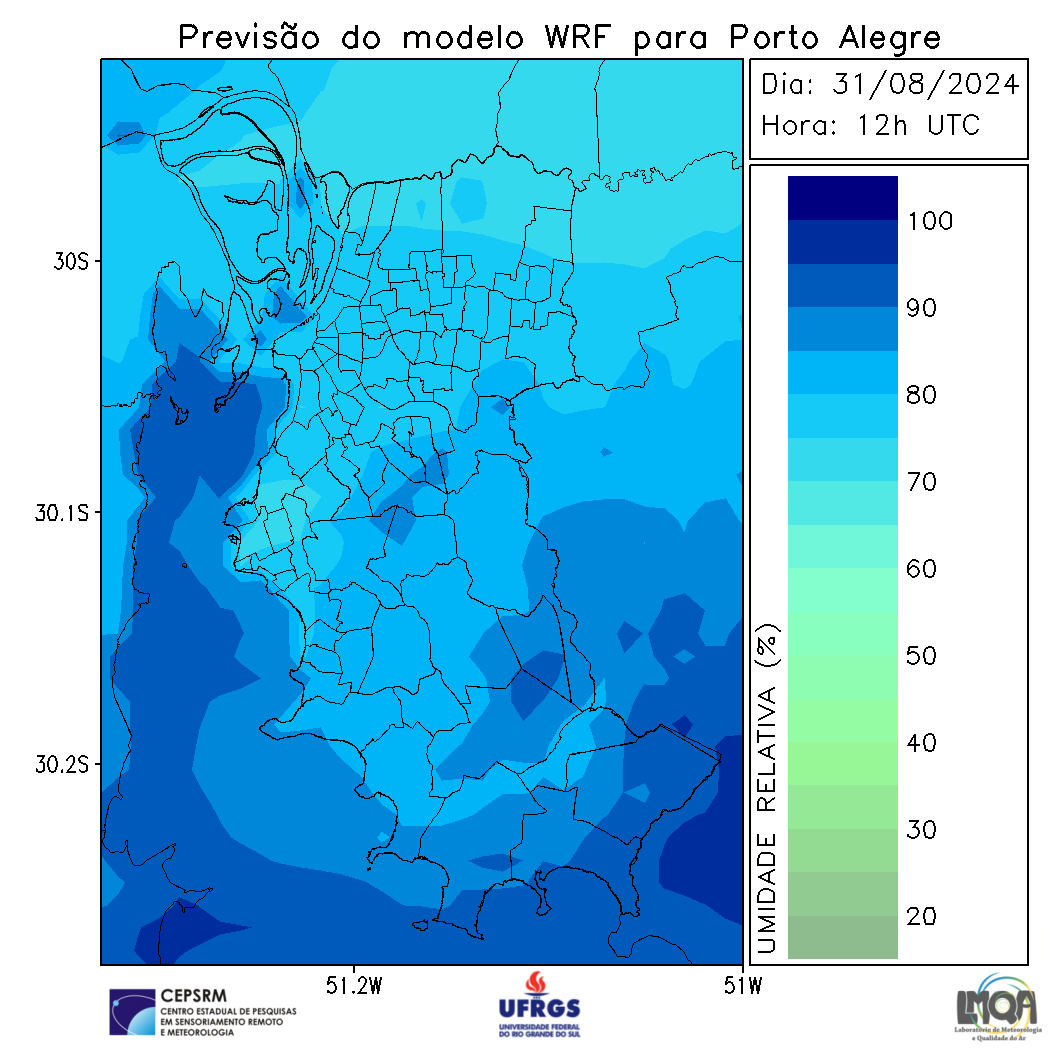 Previsão do modelo WRF para Porto Alegre
Dia: 31/08/2024
Hora: 12h UTC
100
90
80
70
60
50
40
30
20
UMIDADE RELATIVA (%)
30S
30.1S
30.2S
51.2W
51W
CEPSRM
CENTRO ESTADUAL DE PESQUISAS
EM SENSORIAMENTO REMOTO
E METEOROLOGIA
UFRGS
UNIVERSIDADE FEDERAL
DO RIO GRANDE DO SUL
LMQA
Laboratório de Meteorologia
e Qualidade do Ar